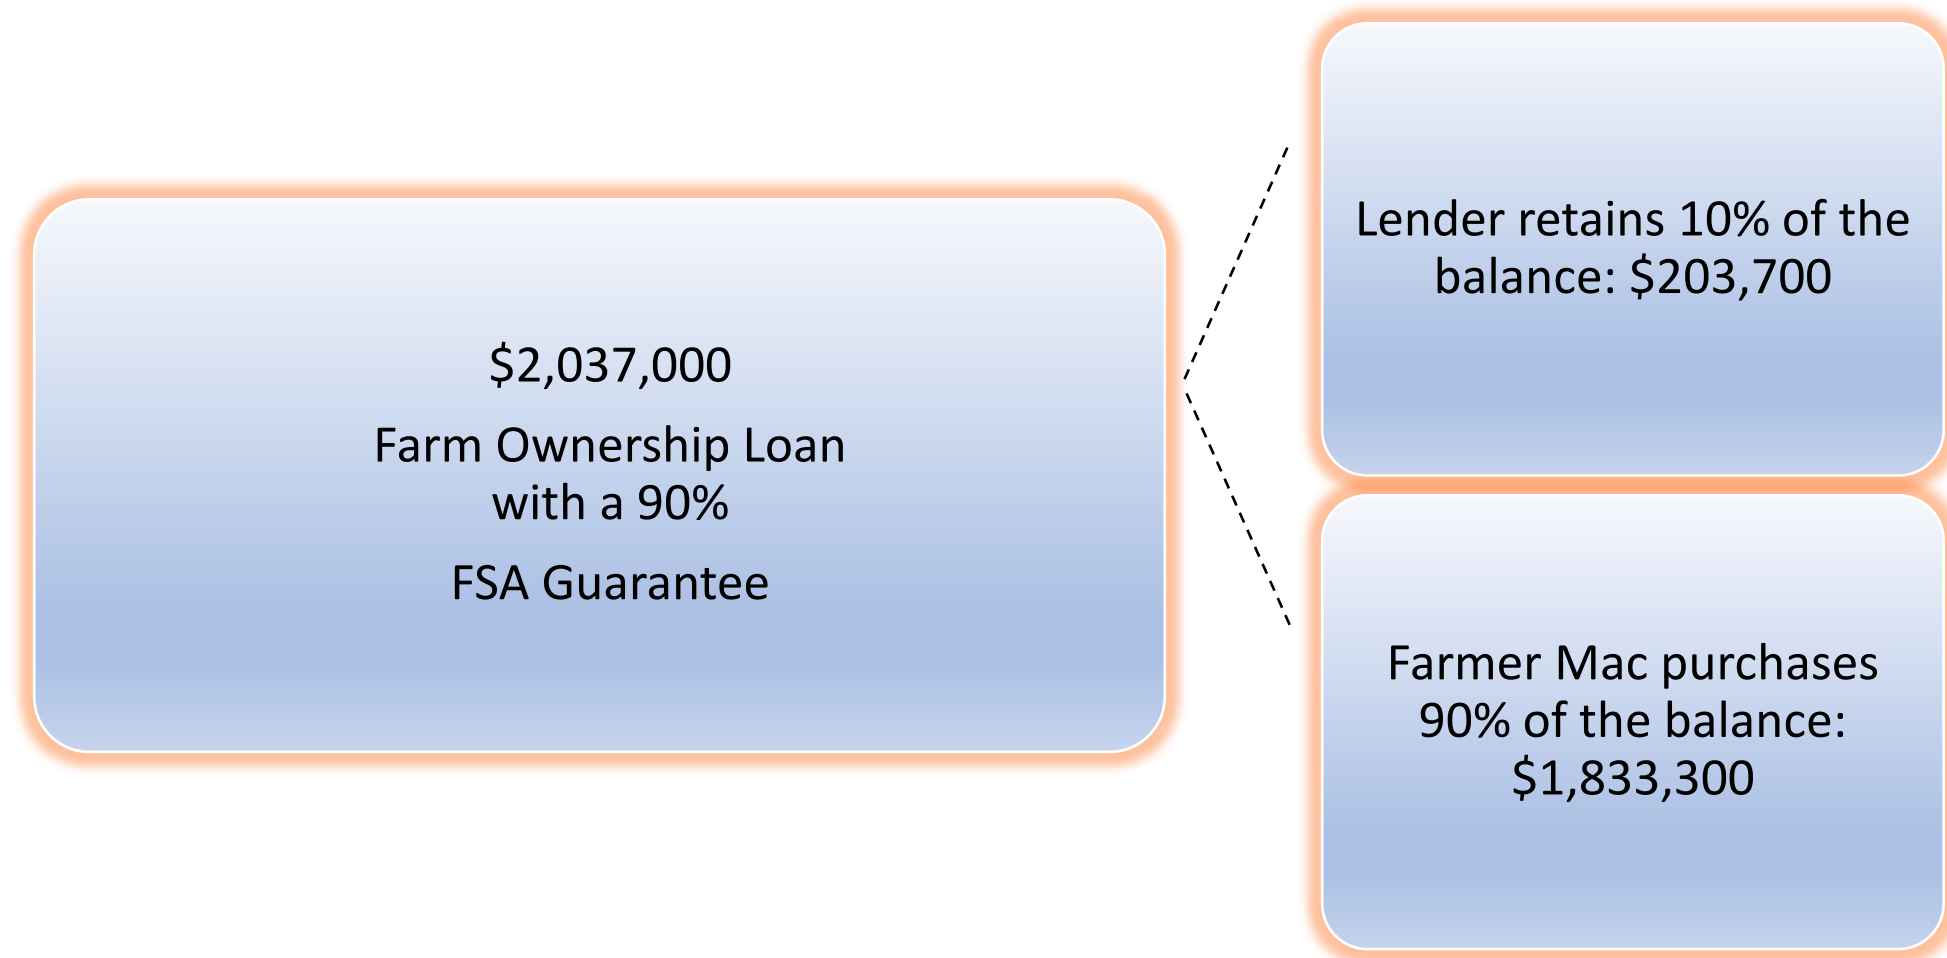 $2,037,000
Farm Ownership Loan
with a 90%
FSA Guarantee
Lender retains 10% of the
balance: $203,700
Farmer Mac purchases
90% of the balance:
$1,833,300